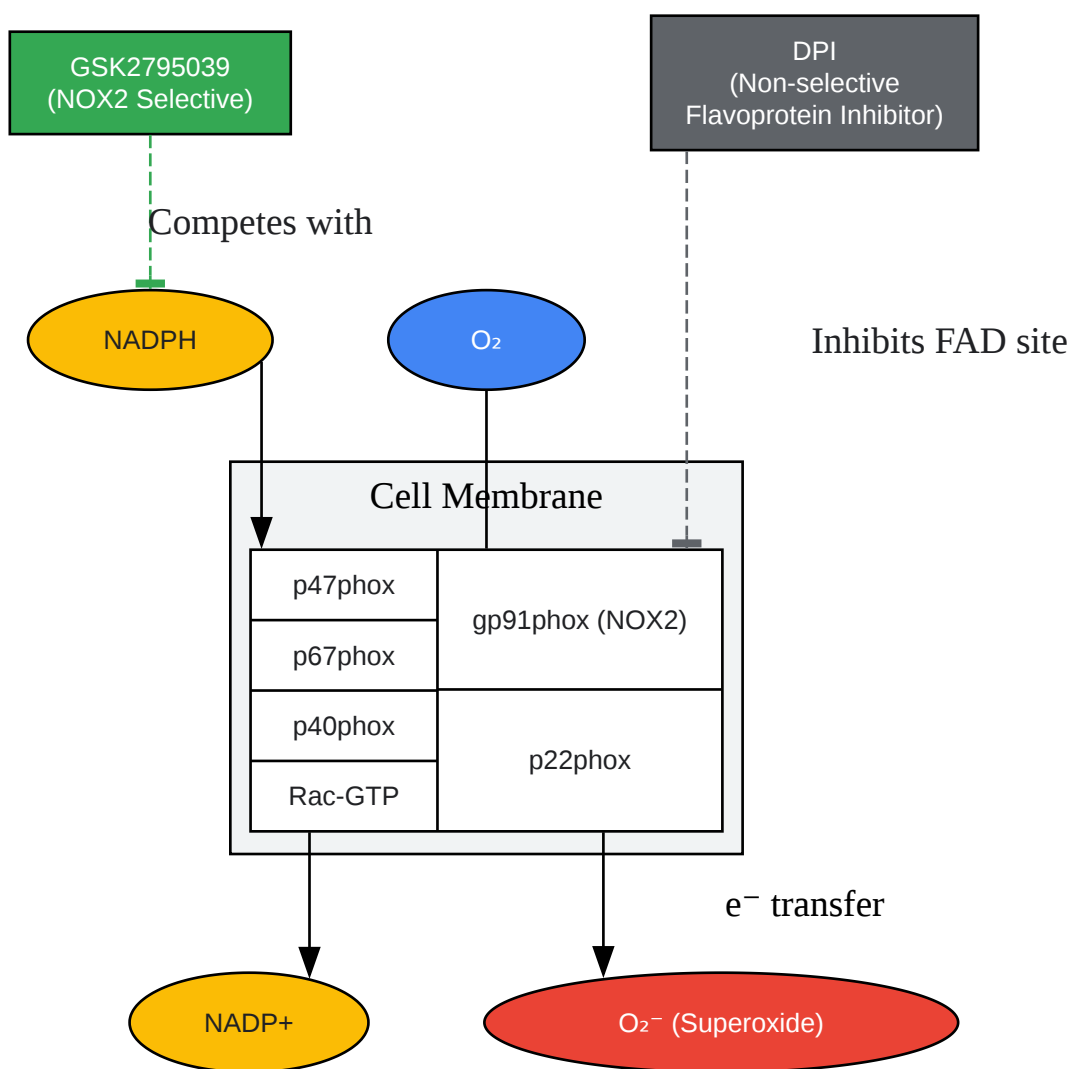 GSK2795039
(NOX2 Selective)
DPI
(Non-selective
Flavoprotein Inhibitor)
Competes with
NADPH
O₂
Inhibits FAD site
Cell Membrane
p47phox
gp91phox (NOX2)
p67phox
p40phox
p22phox
Rac-GTP
e⁻ transfer
NADP+
O₂⁻ (Superoxide)